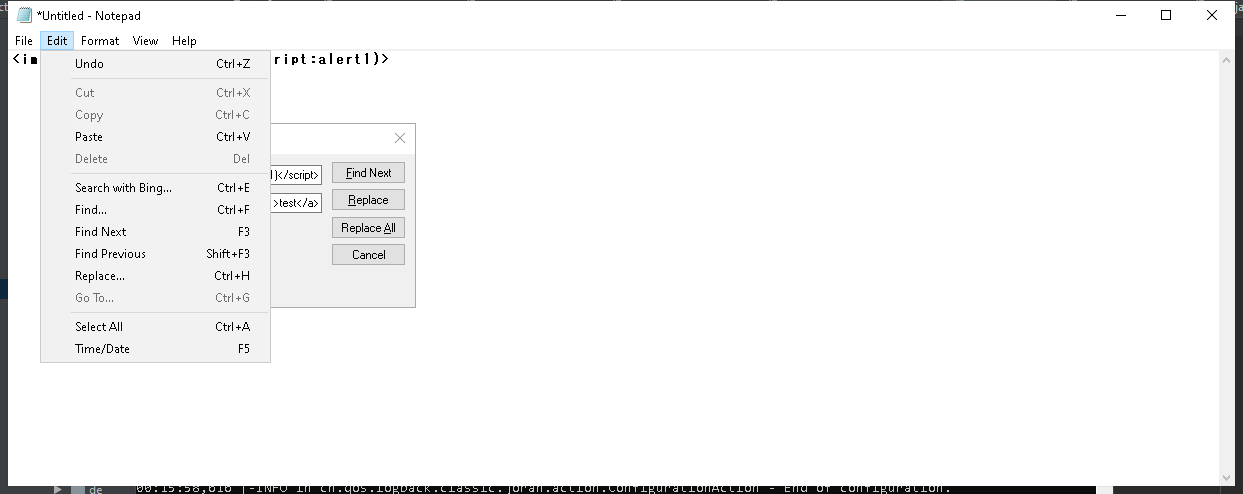 *Untitled - Notepad
File Edit Format View Help
<im ript:alert1)>
Undo Ctrl+Z
Cut Ctrl+X
Copy Ctrl+C
Paste Ctrl+V
Delete Del
Search with Bing... Ctrl+E
Find... Ctrl+F
Find Next F3
Find Previous Shift+F3
Replace... Ctrl+H
Go To... Ctrl+G
Select All Ctrl+A
Time/Date F5
)</script> Find Next
>test</a> Replace
Replace All
Cancel
de 00:15:58,616 |-INFO in ch.qos.logback.classic.joran.action.ConfigurationAction - End of configuration.